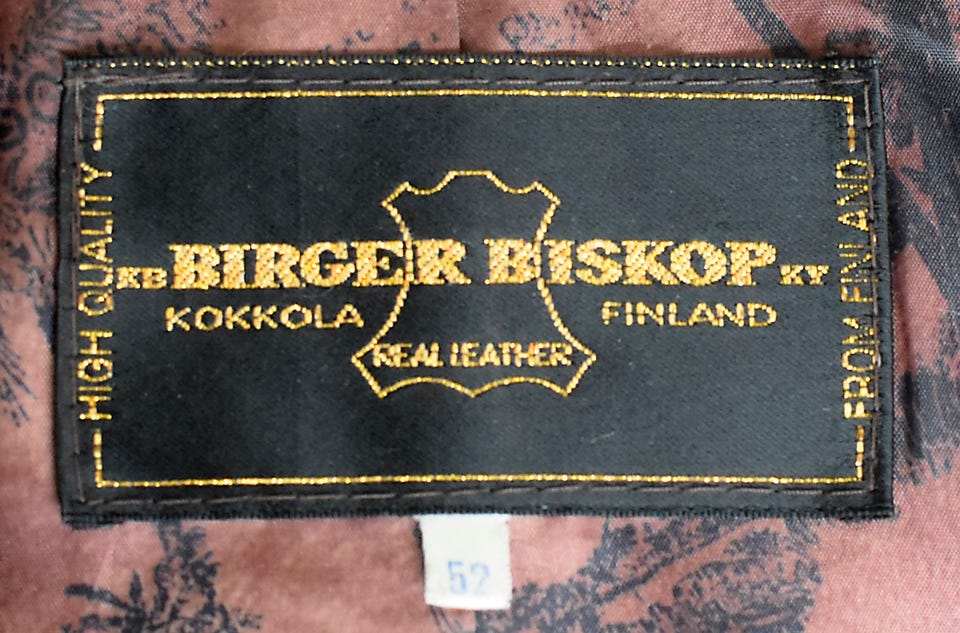 HIGH QUALITY
KB BIRGER BISKOP KY
KOKKOLA FINLAND
REAL LEATHER
FROM FINLAND
52